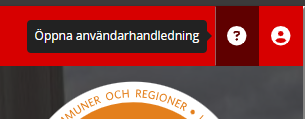 Öppna användarhandledning
?
MUNER OCH REGIONER •